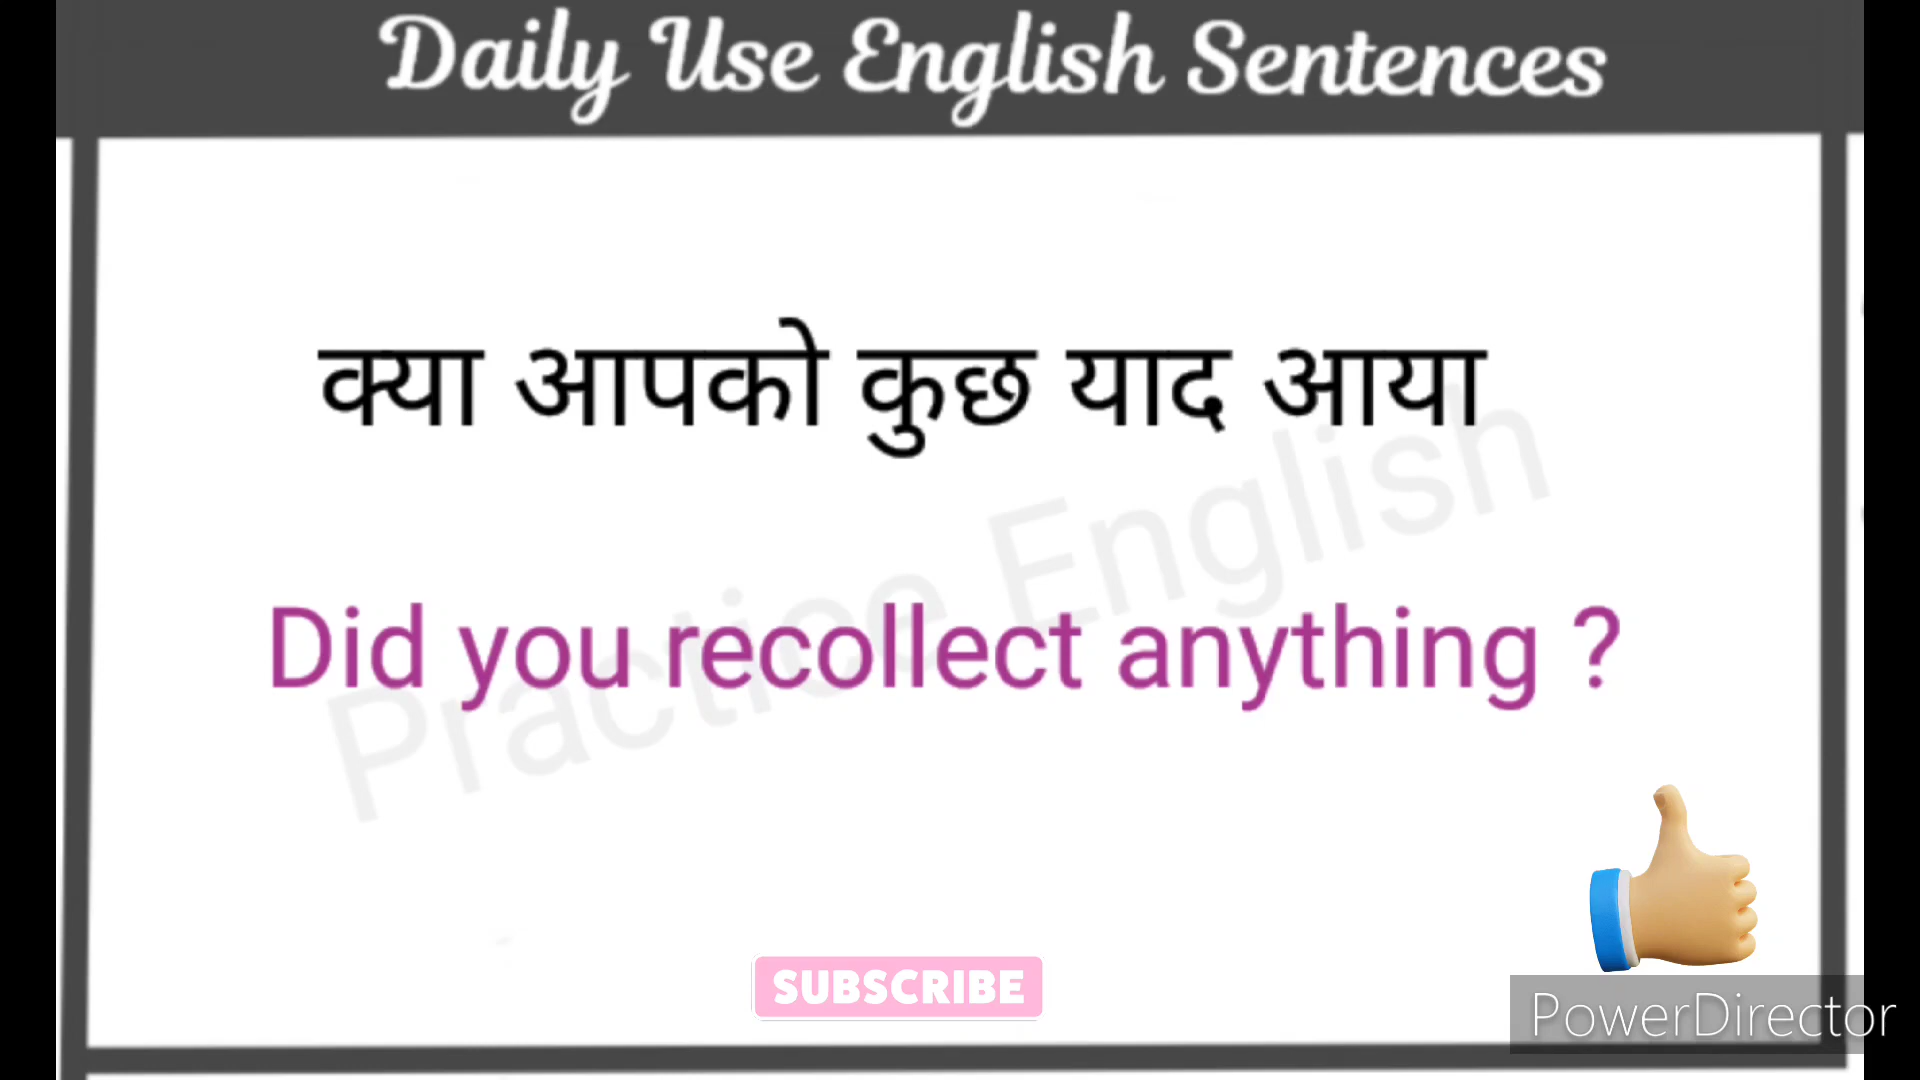 Daily Use English Sentences
क्या आपको कुछ याद आया
Practice English
Did you recollect anything ?
SUBSCRIBE
PowerDirector